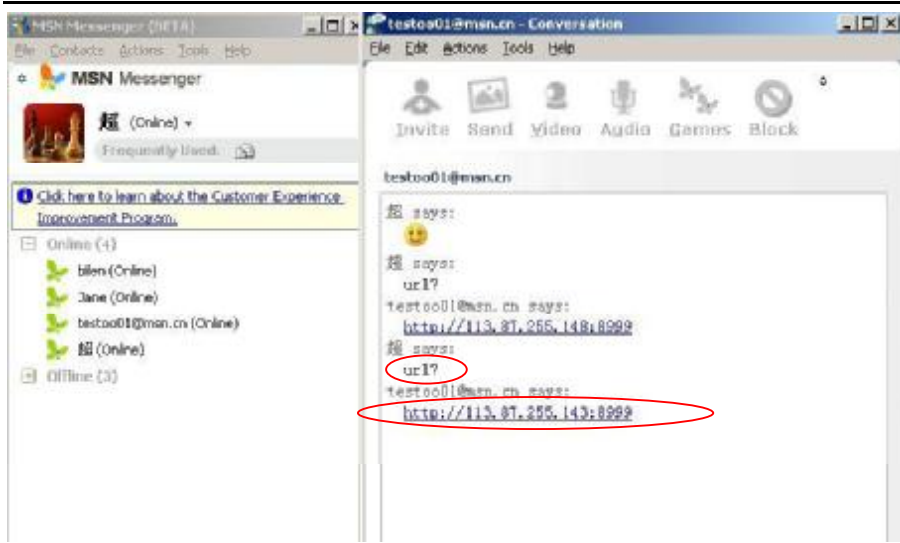 MSN Messenger (BETA)
File Contacts Actions Tools Help
MSN Messenger
超 (Online)
Frequently Used:
Click here to learn about the Customer Experience
Improvement Program.
Online (4)
bilen (Online)
Jane (Online)
testoo01@msn.cn (Online)
超 (Online)
Offline (3)
testoo01@msn.cn - Conversation
File Edit Actions Tools Help
Invite Send Video Audio Games Block
testoo01@msn.cn
超 says:
超 says:
url?
testoo01@msn.cn says:
http://113.87.255.148:8999
超 says:
url?
testoo01@msn.cn says:
http://113.87.255.143:8999